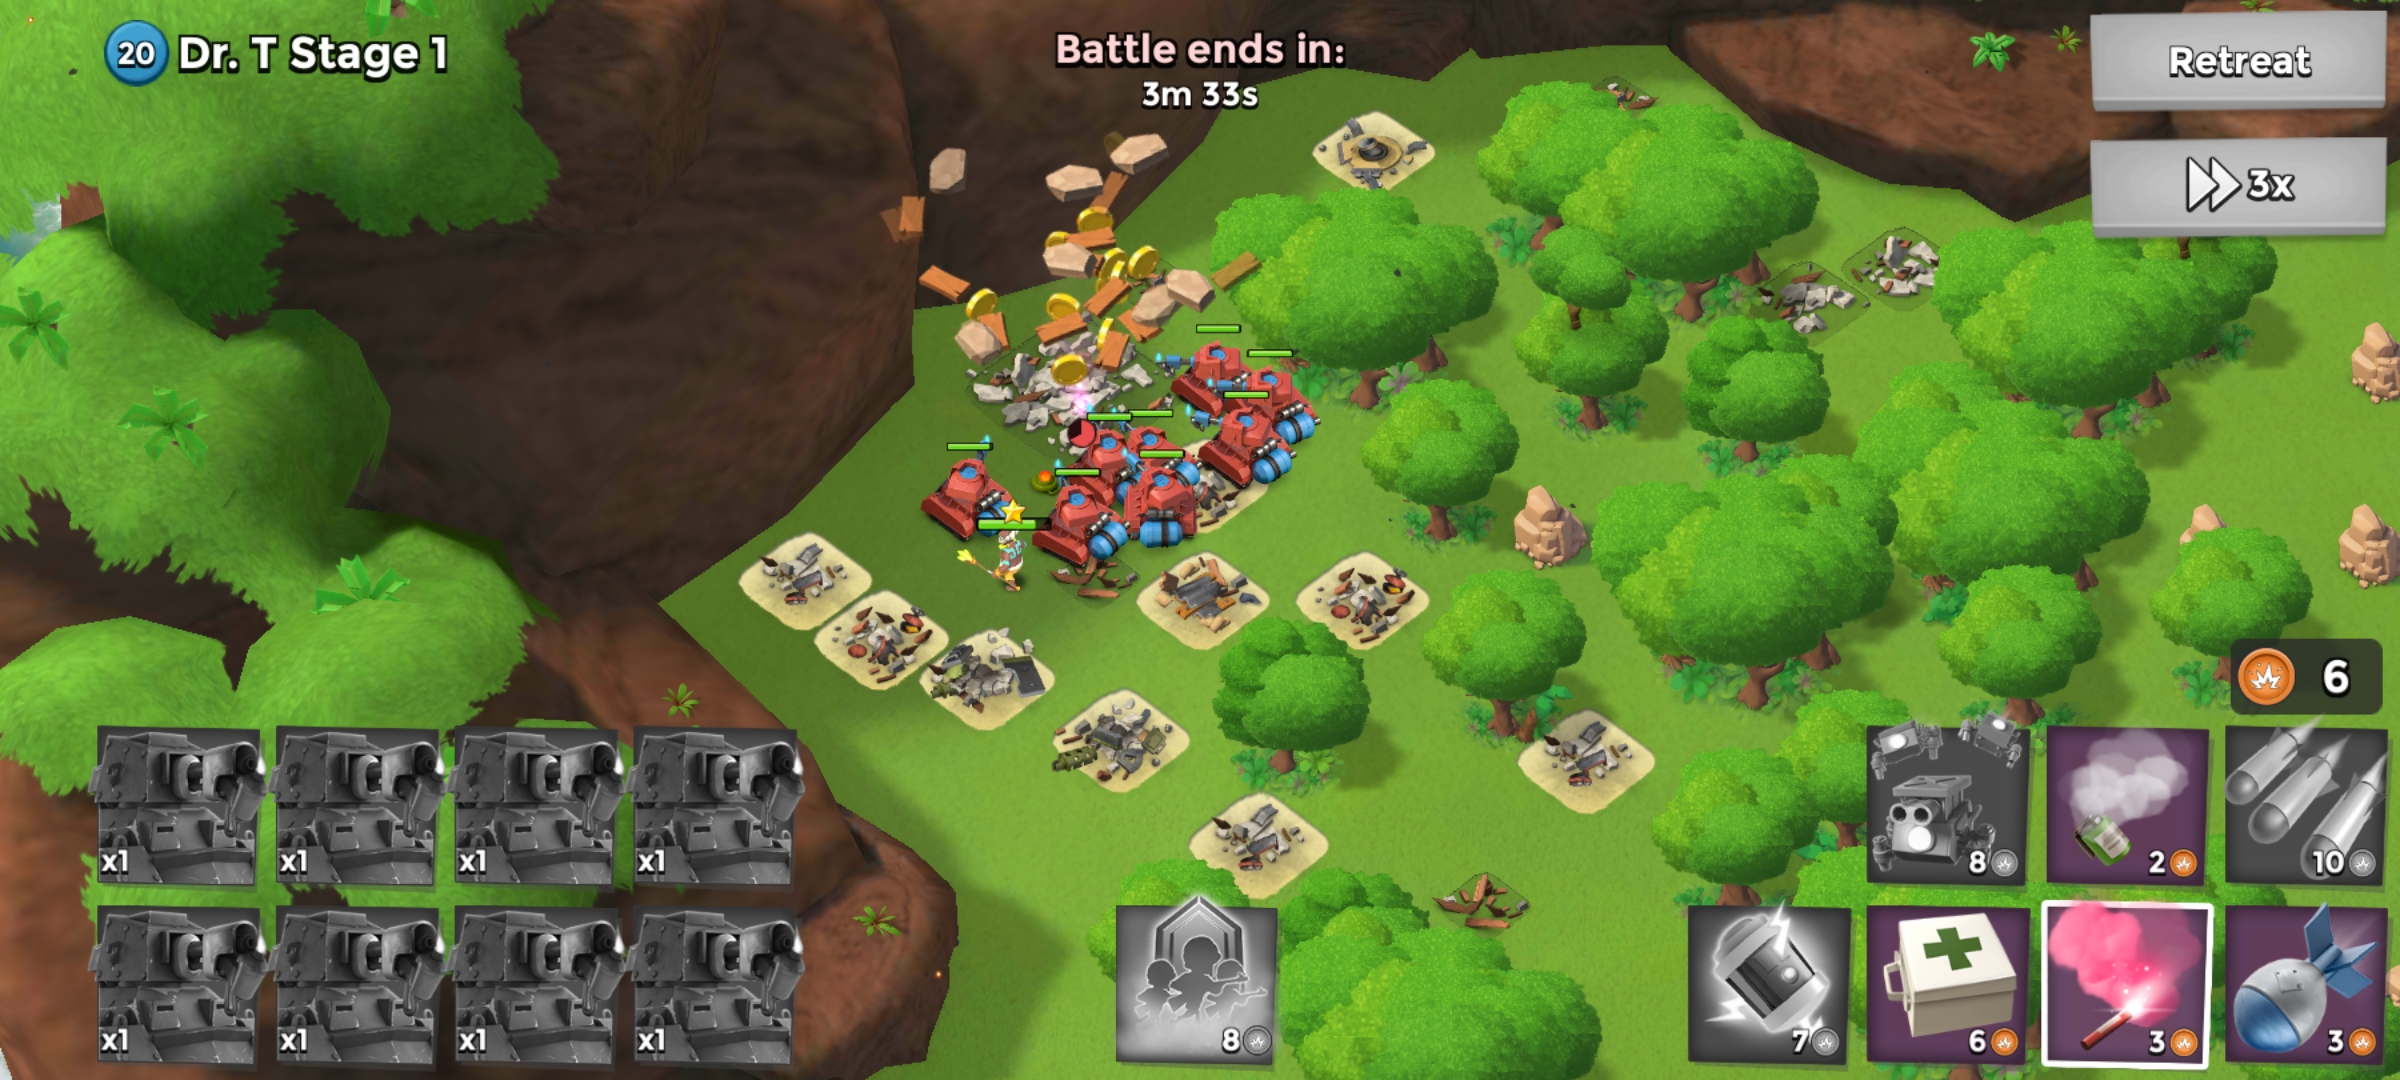 20 Dr. T Stage 1
Battle ends in:
3m 33s
Retreat
3x
6
x1 x1 x1 x1
8 2 10
x1 x1 x1 x1
8 7 6 3 3